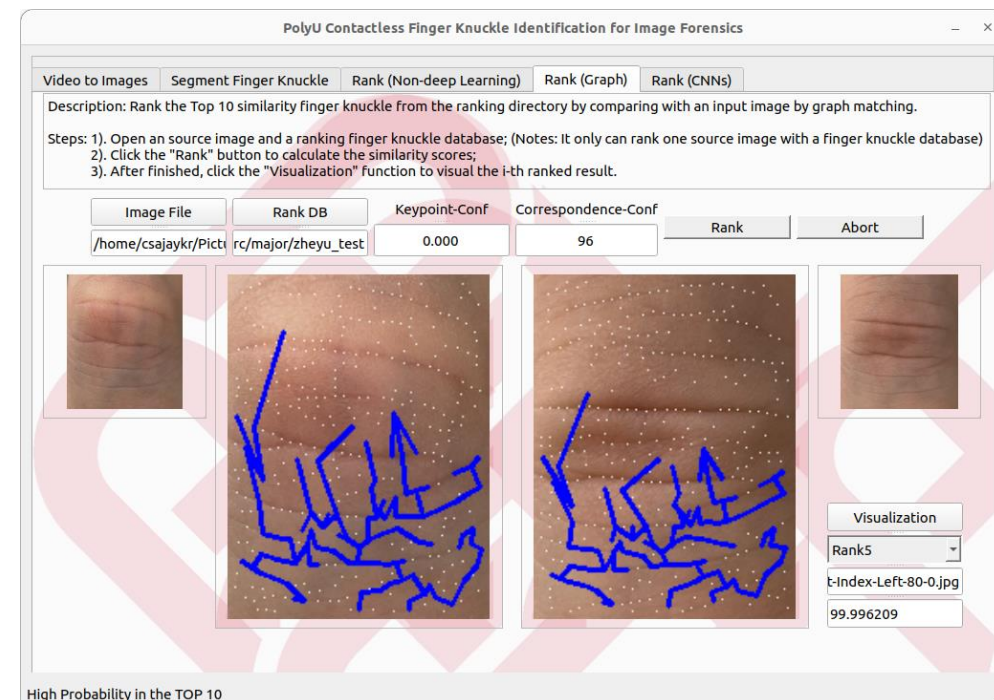 PolyU Contactless Finger Knuckle Identification for Image Forensics
Video to Images Segment Finger Knuckle Rank (Non-deep Learning) Rank (Graph) Rank (CNNs)
Description: Rank the Top 10 similarity finger knuckle from the ranking directory by comparing with an input image by graph matching.
Steps: 1). Open an source image and a ranking finger knuckle database; (Notes: It only can rank one source image with a finger knuckle database)
2). Click the "Rank" button to calculate the similarity scores;
3). After finished, click the "Visualization" function to visual the i-th ranked result.
Image File Rank DB Keypoint-Conf Correspondence-Conf Rank Abort
/home/csajaykr/Pictu rc/major/zheyu_test 0.000 96
Visualization
Rank5
t-Index-Left-80-0.jpg
99.996209
High Probability in the TOP 10